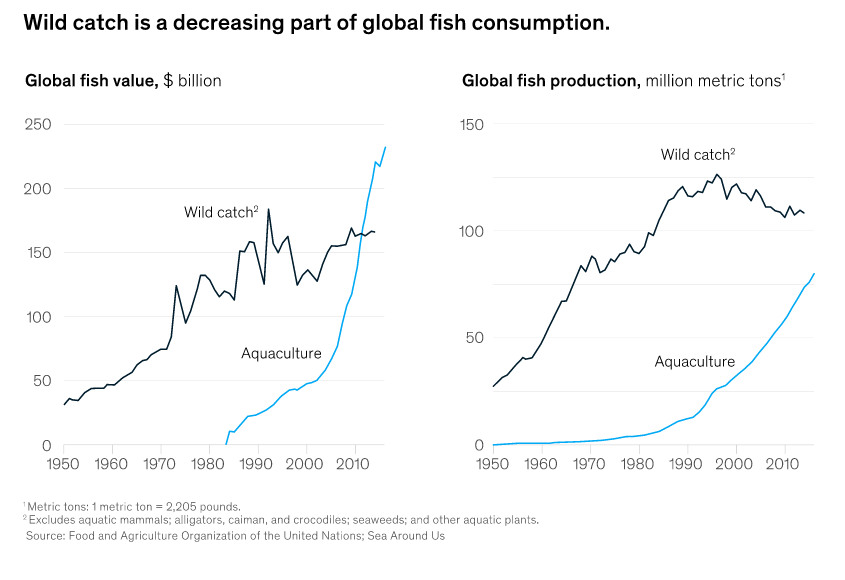 Wild catch is a decreasing part of global fish consumption.
Global fish value, $ billion
250
200
150
100
50
0
Wild catch²
Aquaculture
1950 1960 1970 1980 1990 2000 2010
Global fish production, million metric tons¹
150
100
50
0
Wild catch²
Aquaculture
1950 1960 1970 1980 1990 2000 2010
¹ Metric tons: 1 metric ton = 2,205 pounds.
² Excludes aquatic mammals; alligators, caiman, and crocodiles; seaweeds; and other aquatic plants.
Source: Food and Agriculture Organization of the United Nations; Sea Around Us